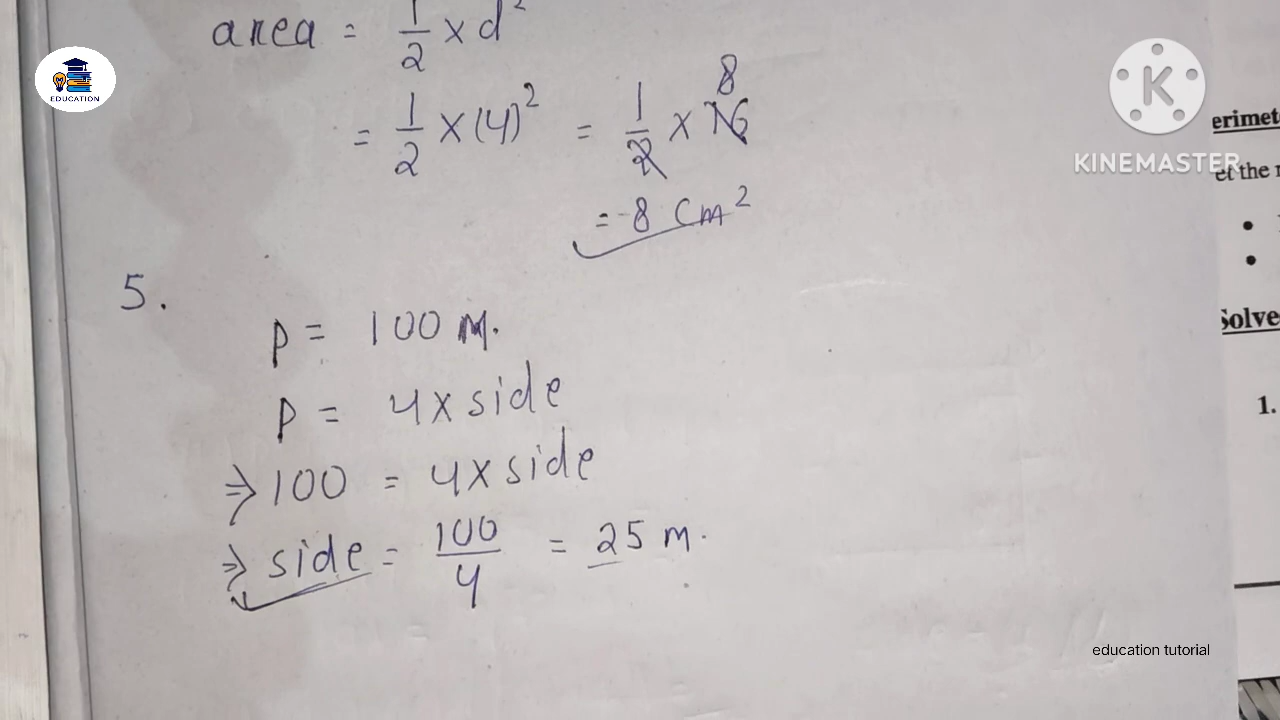 area = 1/2 × d²
= 1/2 × (4)² = 1/2 × 16 8
= 8 cm²
5.
P = 100 m.
P = 4 × side
⇒ 100 = 4 × side
⇒ side = 100/4 = 25 m.
EDUCATION
K
KINEMASTER
erimet
et the
Solve
1.
education tutorial